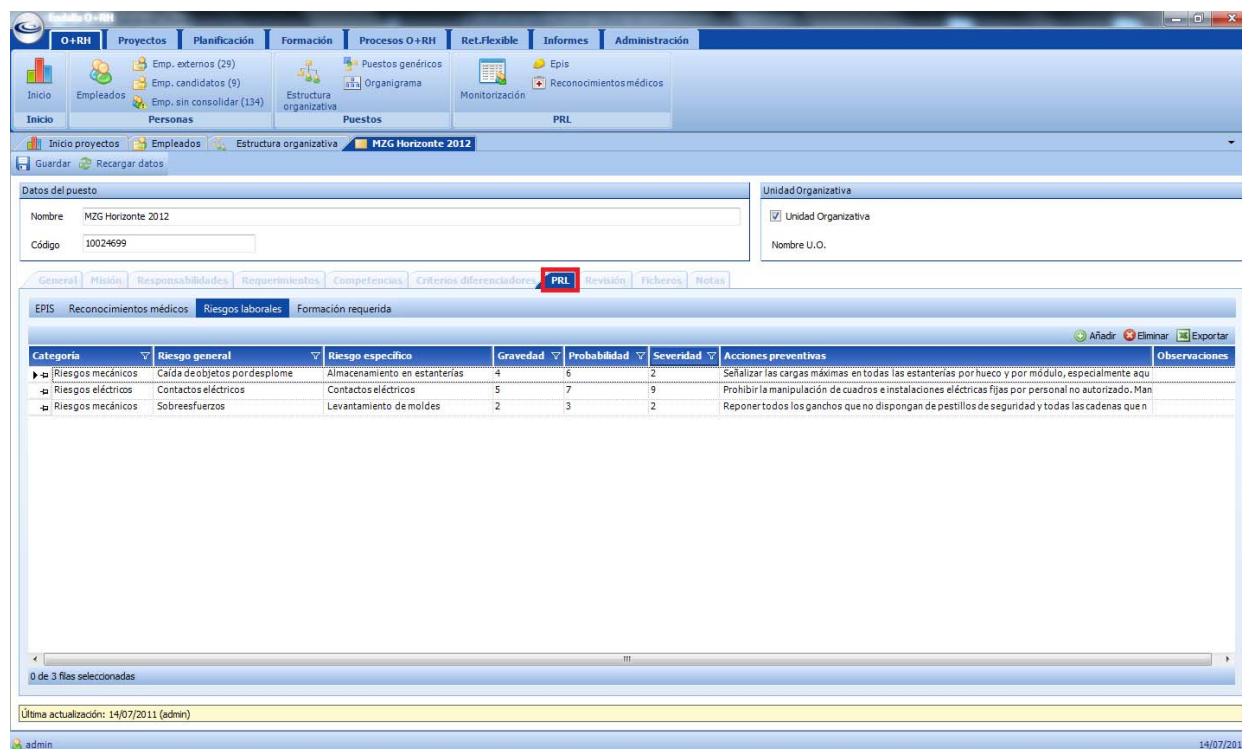 Endalia O+RH
O+RH Proyectos Planificación Formación Procesos O+RH Ret.Flexible Informes Administración
Emp. externos (29) Puestos genéricos Epis
Emp. candidatos (9) Organigrama Reconocimientos médicos
Inicio Empleados Emp. sin consolidar (134) Estructura organizativa Monitorización
Inicio Personas Puestos PRL
Inicio proyectos Empleados Estructura organizativa MZG Horizonte 2012
Guardar Recargar datos
Datos del puesto Unidad Organizativa
Nombre MZG Horizonte 2012 Unidad Organizativa
Código 10024699 Nombre U.O.
General Misión Responsabilidades Requerimientos Competencias Criterios diferenciadores PRL Revisión Ficheros Notas
EPIS Reconocimientos médicos Riesgos laborales Formación requerida
Añadir Eliminar Exportar
Categoría Riesgo general Riesgo específico Gravedad Probabilidad Severidad Acciones preventivas Observaciones
Riesgos mecánicos Caída de objetos por desplome Almacenamiento en estanterías 4 6 2 Señalizar las cargas máximas en todas las estanterías por hueco y por módulo, especialmente aqu
Riesgos eléctricos Contactos eléctricos Contactos eléctricos 5 7 9 Prohibir la manipulación de cuadros e instalaciones eléctricas fijas por personal no autorizado. Man
Riesgos mecánicos Sobreesfuerzos Levantamiento de moldes 2 3 2 Reponer todos los ganchos que no dispongan de pestillos de seguridad y todas las cadenas que n
0 de 3 filas seleccionadas
Última actualización: 14/07/2011 (admin)
admin 14/07/201